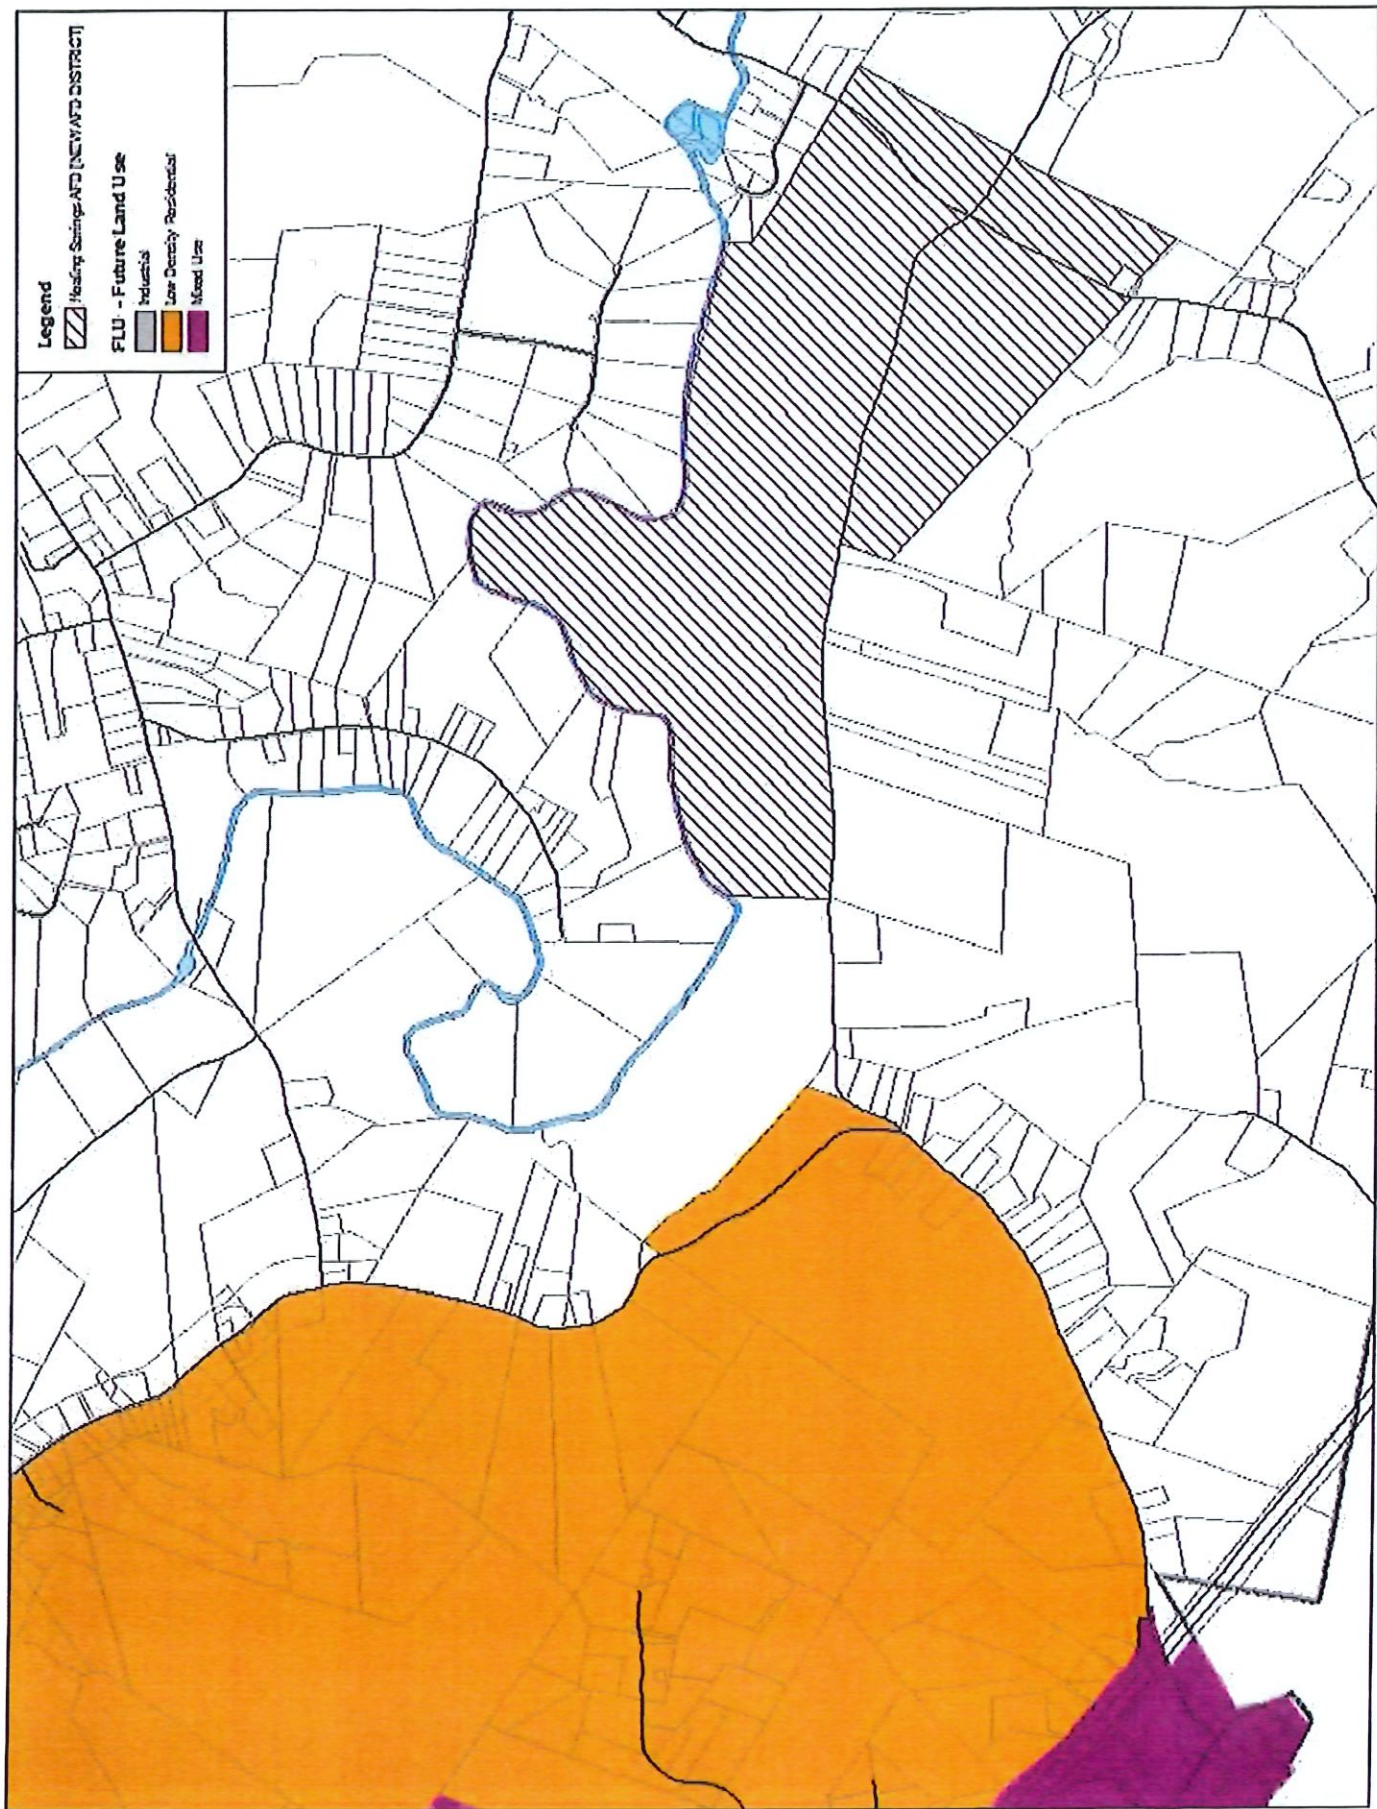 Legend
Healing Springs AFD [NEW AFD DISTRICT]
FLU - Future Land Use
Industrial
Low Density Residential
Mixed Use